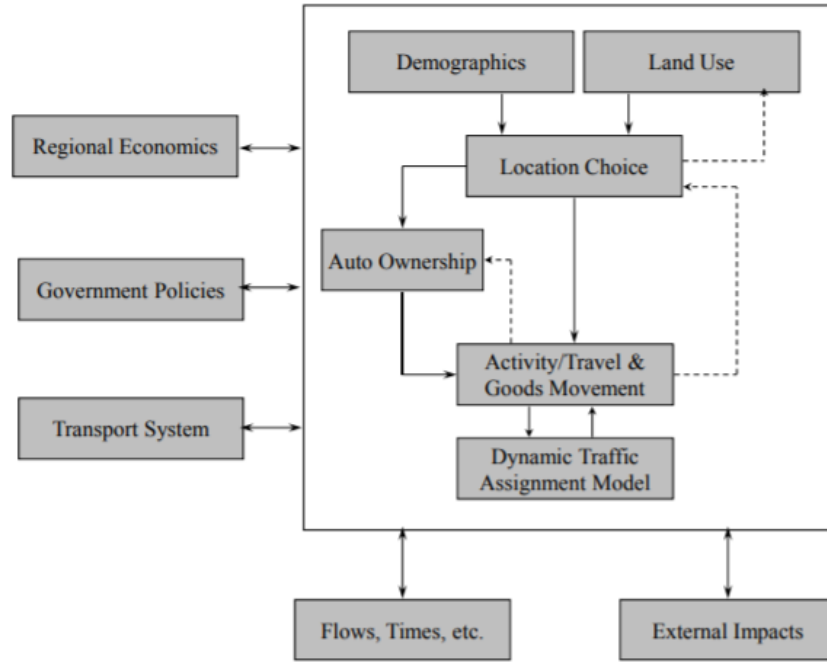 Demographics
Land Use
Regional Economics
Location Choice
Auto Ownership
Government Policies
Activity/Travel &
Goods Movement
Transport System
Dynamic Traffic
Assignment Model
Flows, Times, etc.
External Impacts